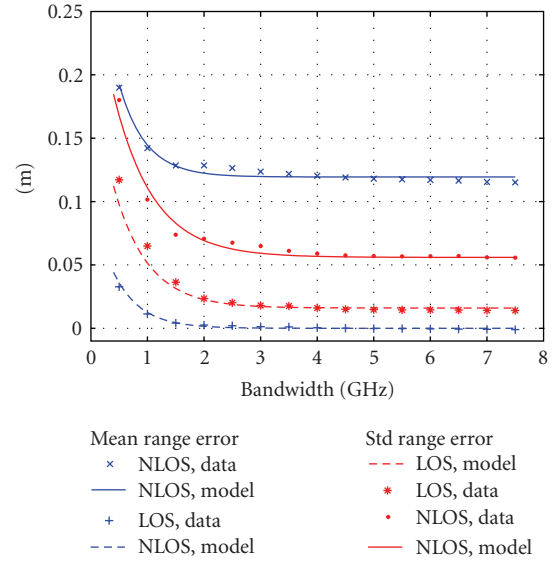 0.25
0.2
0.15
0.1
0.05
0
(m)
0 1 2 3 4 5 6 7 8
Bandwidth (GHz)
Mean range error
NLOS, data
NLOS, model
LOS, data
NLOS, model
Std range error
LOS, model
LOS, data
NLOS, data
NLOS, model